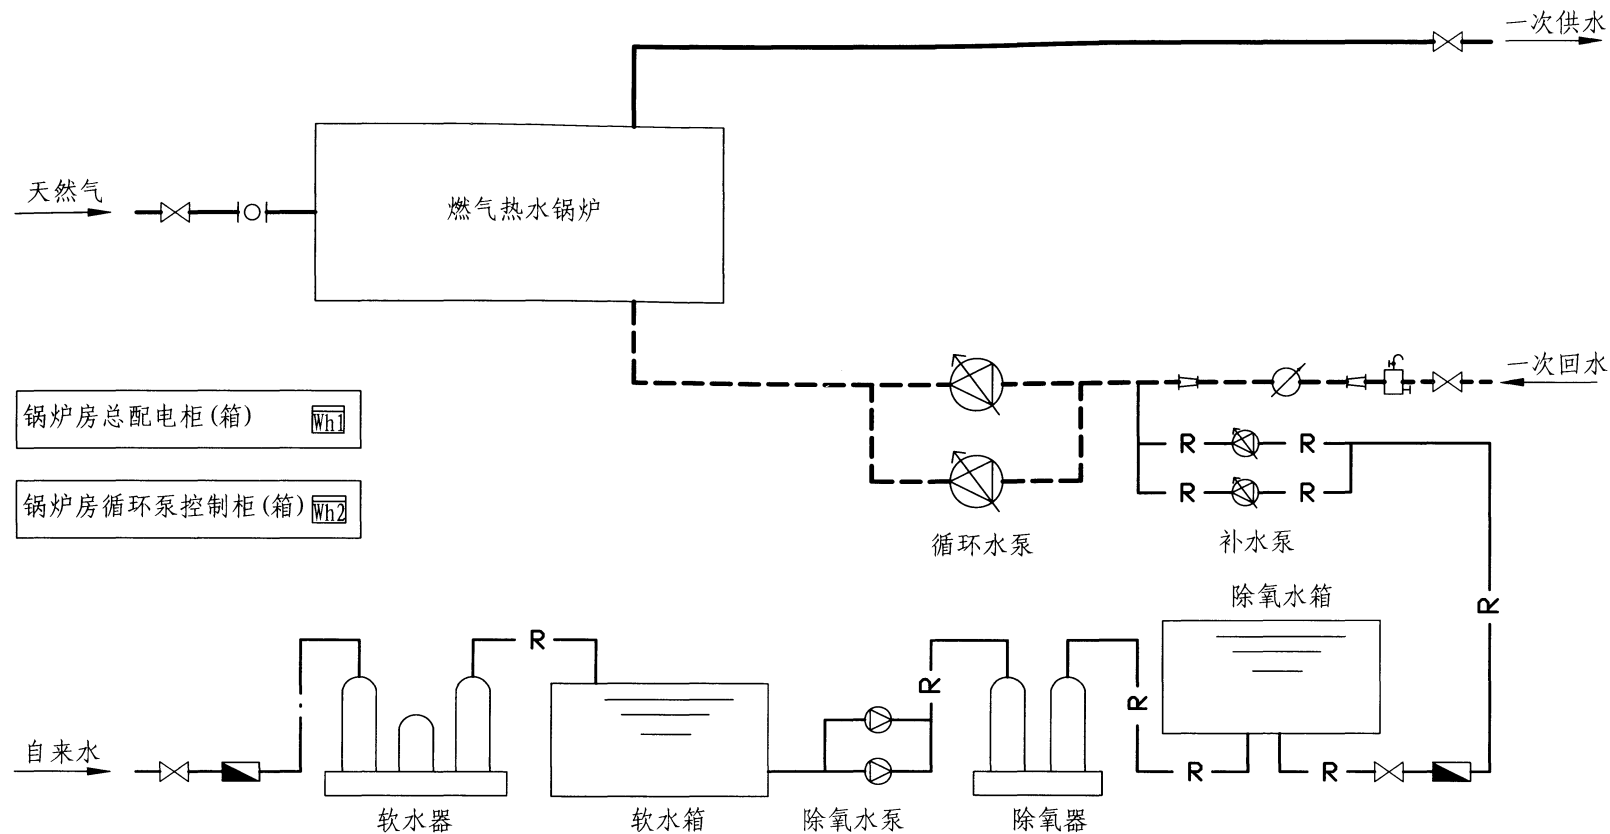 一次供水
天然气
燃气热水锅炉
一次回水
锅炉房总配电柜(箱) Wh1
R R
锅炉房循环泵控制柜(箱) Wh2
R R
循环水泵
补水泵
除氧水箱
R
R
R
R
自来水
R
R
软水器
软水箱
除氧水泵
除氧器